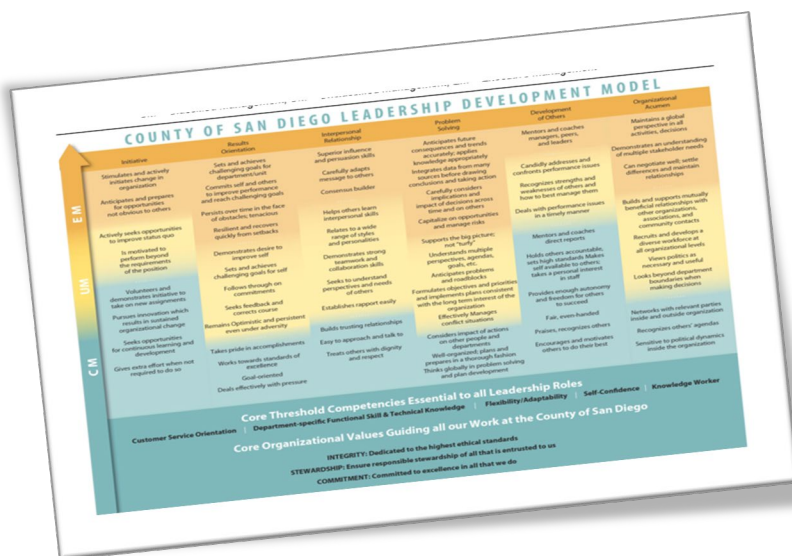 COUNTY OF SAN DIEGO LEADERSHIP DEVELOPMENT MODEL
EM
UM
CM
Initiative
Stimulates and actively
initiates change in
organization
Anticipates and prepares
for opportunities
not obvious to others
Actively seeks opportunities
to improve status quo
Is motivated to
perform beyond
the requirements
of the position
Volunteers and
demonstrates initiative to
take on new assignments
Pursues innovation which
results in sustained
organizational change
Seeks opportunities
for continuous learning and
development
Gives extra effort when not
required to do so
Results
Orientation
Sets and achieves
challenging goals for
department/unit
Commits self and others
to improve performance
and reach challenging goals
Persists over time in the face
of obstacles; tenacious
Resilient and recovers
quickly from setbacks
Demonstrates desire to
improve self
Sets and achieves
challenging goals for self
Follows through on
commitments
Seeks feedback and
corrects course
Remains Optimistic and persistent
even under adversity
Takes pride in accomplishments
Works towards standards of
excellence
Goal-oriented
Deals effectively with pressure
Interpersonal
Relationship
Superior influence
and persuasion skills
Carefully adapts
message to others
Consensus builder
Helps others learn
interpersonal skills
Relates to a wide
range of styles
and personalities
Demonstrates strong
teamwork and
collaboration skills
Seeks to understand
perspectives and needs
of others
Establishes rapport easily
Builds trusting relationships
Easy to approach and talk to
Treats others with dignity
and respect
Problem
Solving
Anticipates future
consequences and trends
accurately; applies
knowledge appropriately
Integrates data from many
sources before drawing
conclusions and taking action
Carefully considers
implications and
impact of decisions across
time and on others
Capitalize on opportunities
and manage risks
Supports the big picture;
not "turfy"
Understands multiple
perspectives, agendas,
goals, etc.
Anticipates problems
and roadblocks
Formulates objectives and priorities
and implements plans consistent
with the long term interest of the
organization
Effectively Manages
conflict situations
Considers impact of actions
on other people and
departments
Well-organized; plans and
prepares in a thorough fashion
Thinks globally in problem solving
and plan development
Development
of Others
Mentors and coaches
managers, peers,
and leaders
Candidly addresses and
confronts performance issues
Recognizes strengths and
weaknesses of others and
how to best manage them
Deals with performance issues
in a timely manner
Mentors and coaches
direct reports
Holds others accountable;
sets high standards Makes
self available to others;
takes a personal interest
in staff
Provides enough autonomy
and freedom for others
to succeed
Fair, even-handed
Praises, recognizes others
Encourages and motivates
others to do their best
Organizational
Acumen
Maintains a global
perspective in all
activities, decisions
Demonstrates an understanding
of multiple stakeholder needs
Can negotiate well; settle
differences and maintain
relationships
Builds and supports mutually
beneficial relationships with
other organizations,
associations, and
community contacts
Recruits and develops a
diverse workforce at
all organizational levels
Views politics as
necessary and useful
Looks beyond department
boundaries when
making decisions
Networks with relevant parties
inside and outside organization
Recognizes others' agendas
Sensitive to political dynamics
inside the organization
Core Threshold Competencies Essential to all Leadership Roles
Customer Service Orientation | Department-specific Functional Skill & Technical Knowledge | Flexibility/Adaptability | Self-Confidence | Knowledge Worker
Core Organizational Values Guiding all our Work at the County of San Diego
INTEGRITY: Dedicated to the highest ethical standards
STEWARDSHIP: Ensure responsible stewardship of all that is entrusted to us
COMMITMENT: Committed to excellence in all that we do